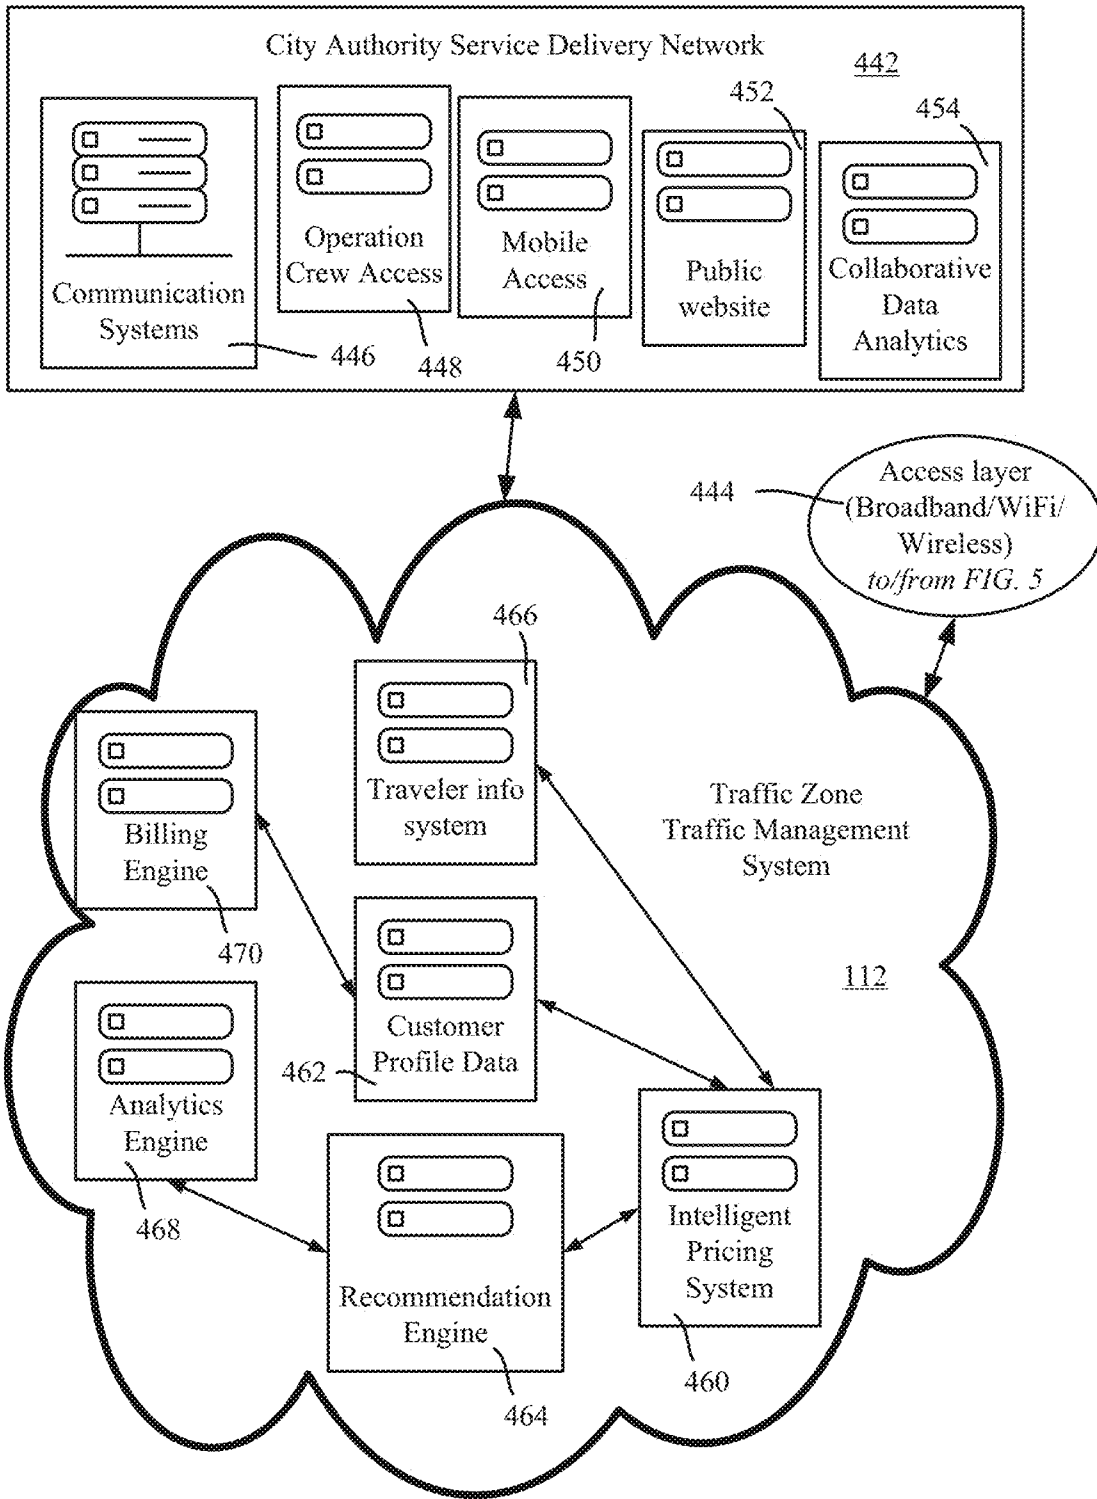 City Authority Service Delivery Network
442
452
454
Communication
Systems
446
Operation
Crew Access
448
Mobile
Access
450
Public
website
Collaborative
Data
Analytics
444
Access layer
(Broadband/WiFi/
Wireless)
to/from FIG. 5
466
Traveler info
system
Billing
Engine
470
Traffic Zone
Traffic Management
System
112
Customer
Profile Data
462
Analytics
Engine
468
Recommendation
Engine
464
Intelligent
Pricing
System
460